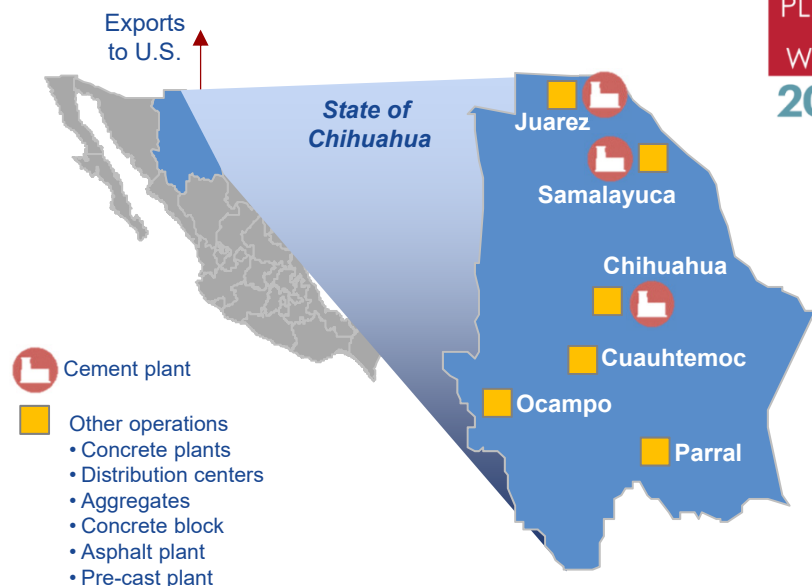 Exports
to U.S.
State of
Chihuahua
Juarez
Samalayuca
Chihuahua
Cuauhtemoc
Ocampo
Parral
Cement plant
Other operations
• Concrete plants
• Distribution centers
• Aggregates
• Concrete block
• Asphalt plant
• Pre-cast plant